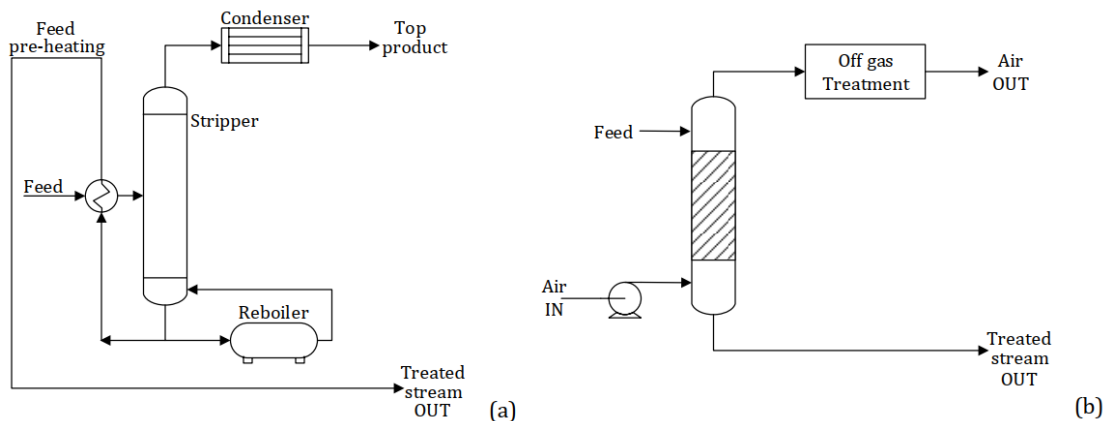 Feed
pre-heating
Condenser
Top
product
Stripper
Feed
Reboiler
Treated
stream
OUT
(a)
Off gas
Treatment
Air
OUT
Feed
Air
IN
Treated
stream
OUT
(b)